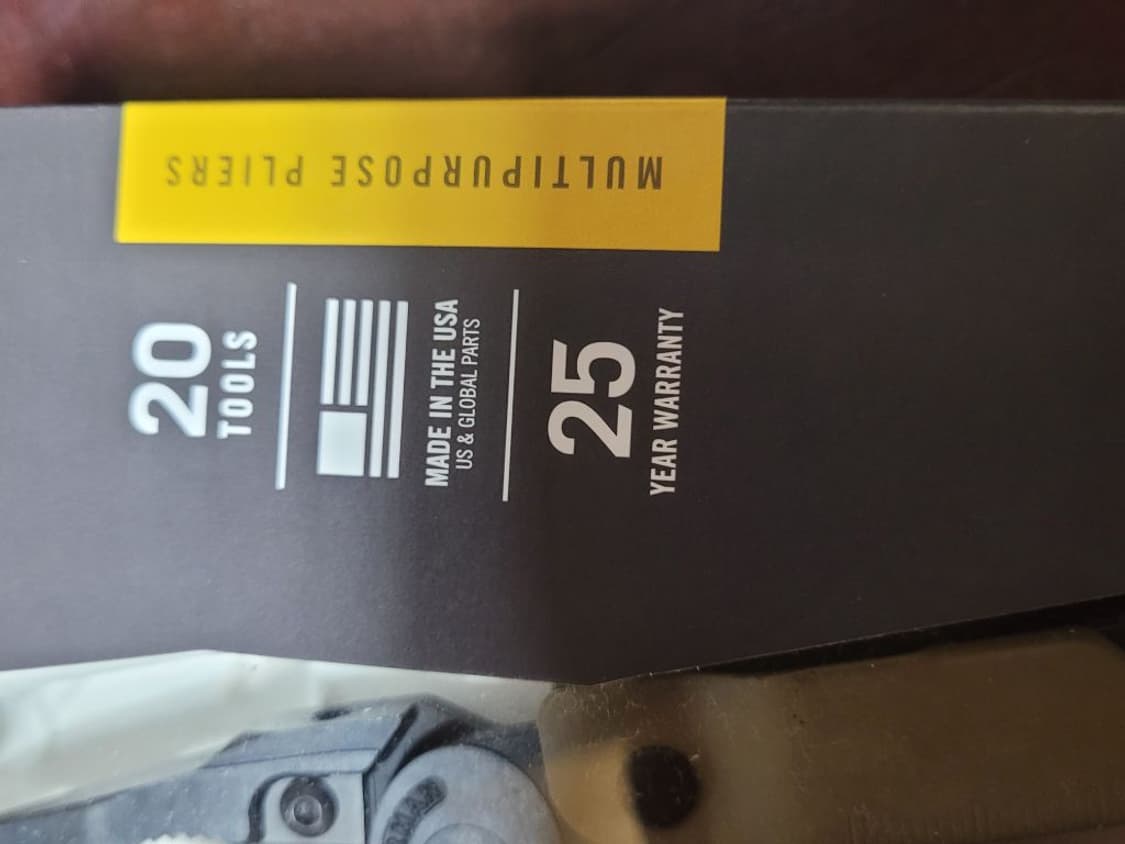 MULTIPURPOSE PLIERS
20
TOOLS
MADE IN THE USA
US & GLOBAL PARTS
25
YEAR WARRANTY